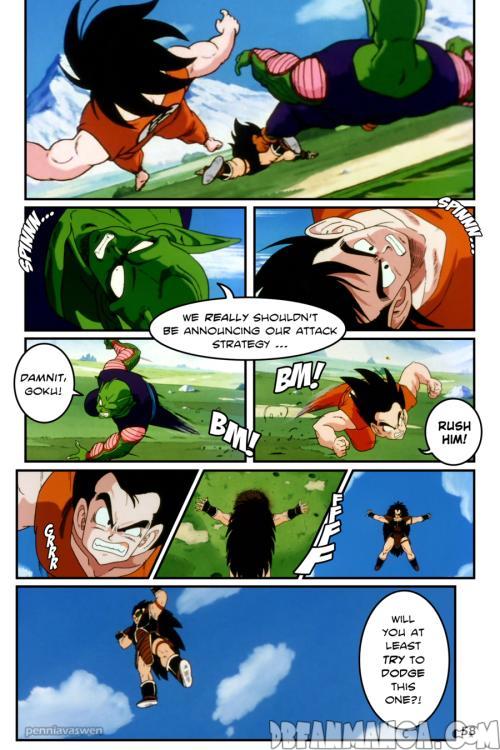 SPINNN...
SPINNN...
WE REALLY SHOULDN'T
BE ANNOUNCING OUR ATTACK
STRATEGY ...
DAMNIT,
GOKU!
BM!
BM!
RUSH
HIM!
GRRR
FFFF
WILL
YOU AT
LEAST
TRY TO
DODGE
THIS
ONE?!
58
penniavaswen
DREAMMANGA.COM